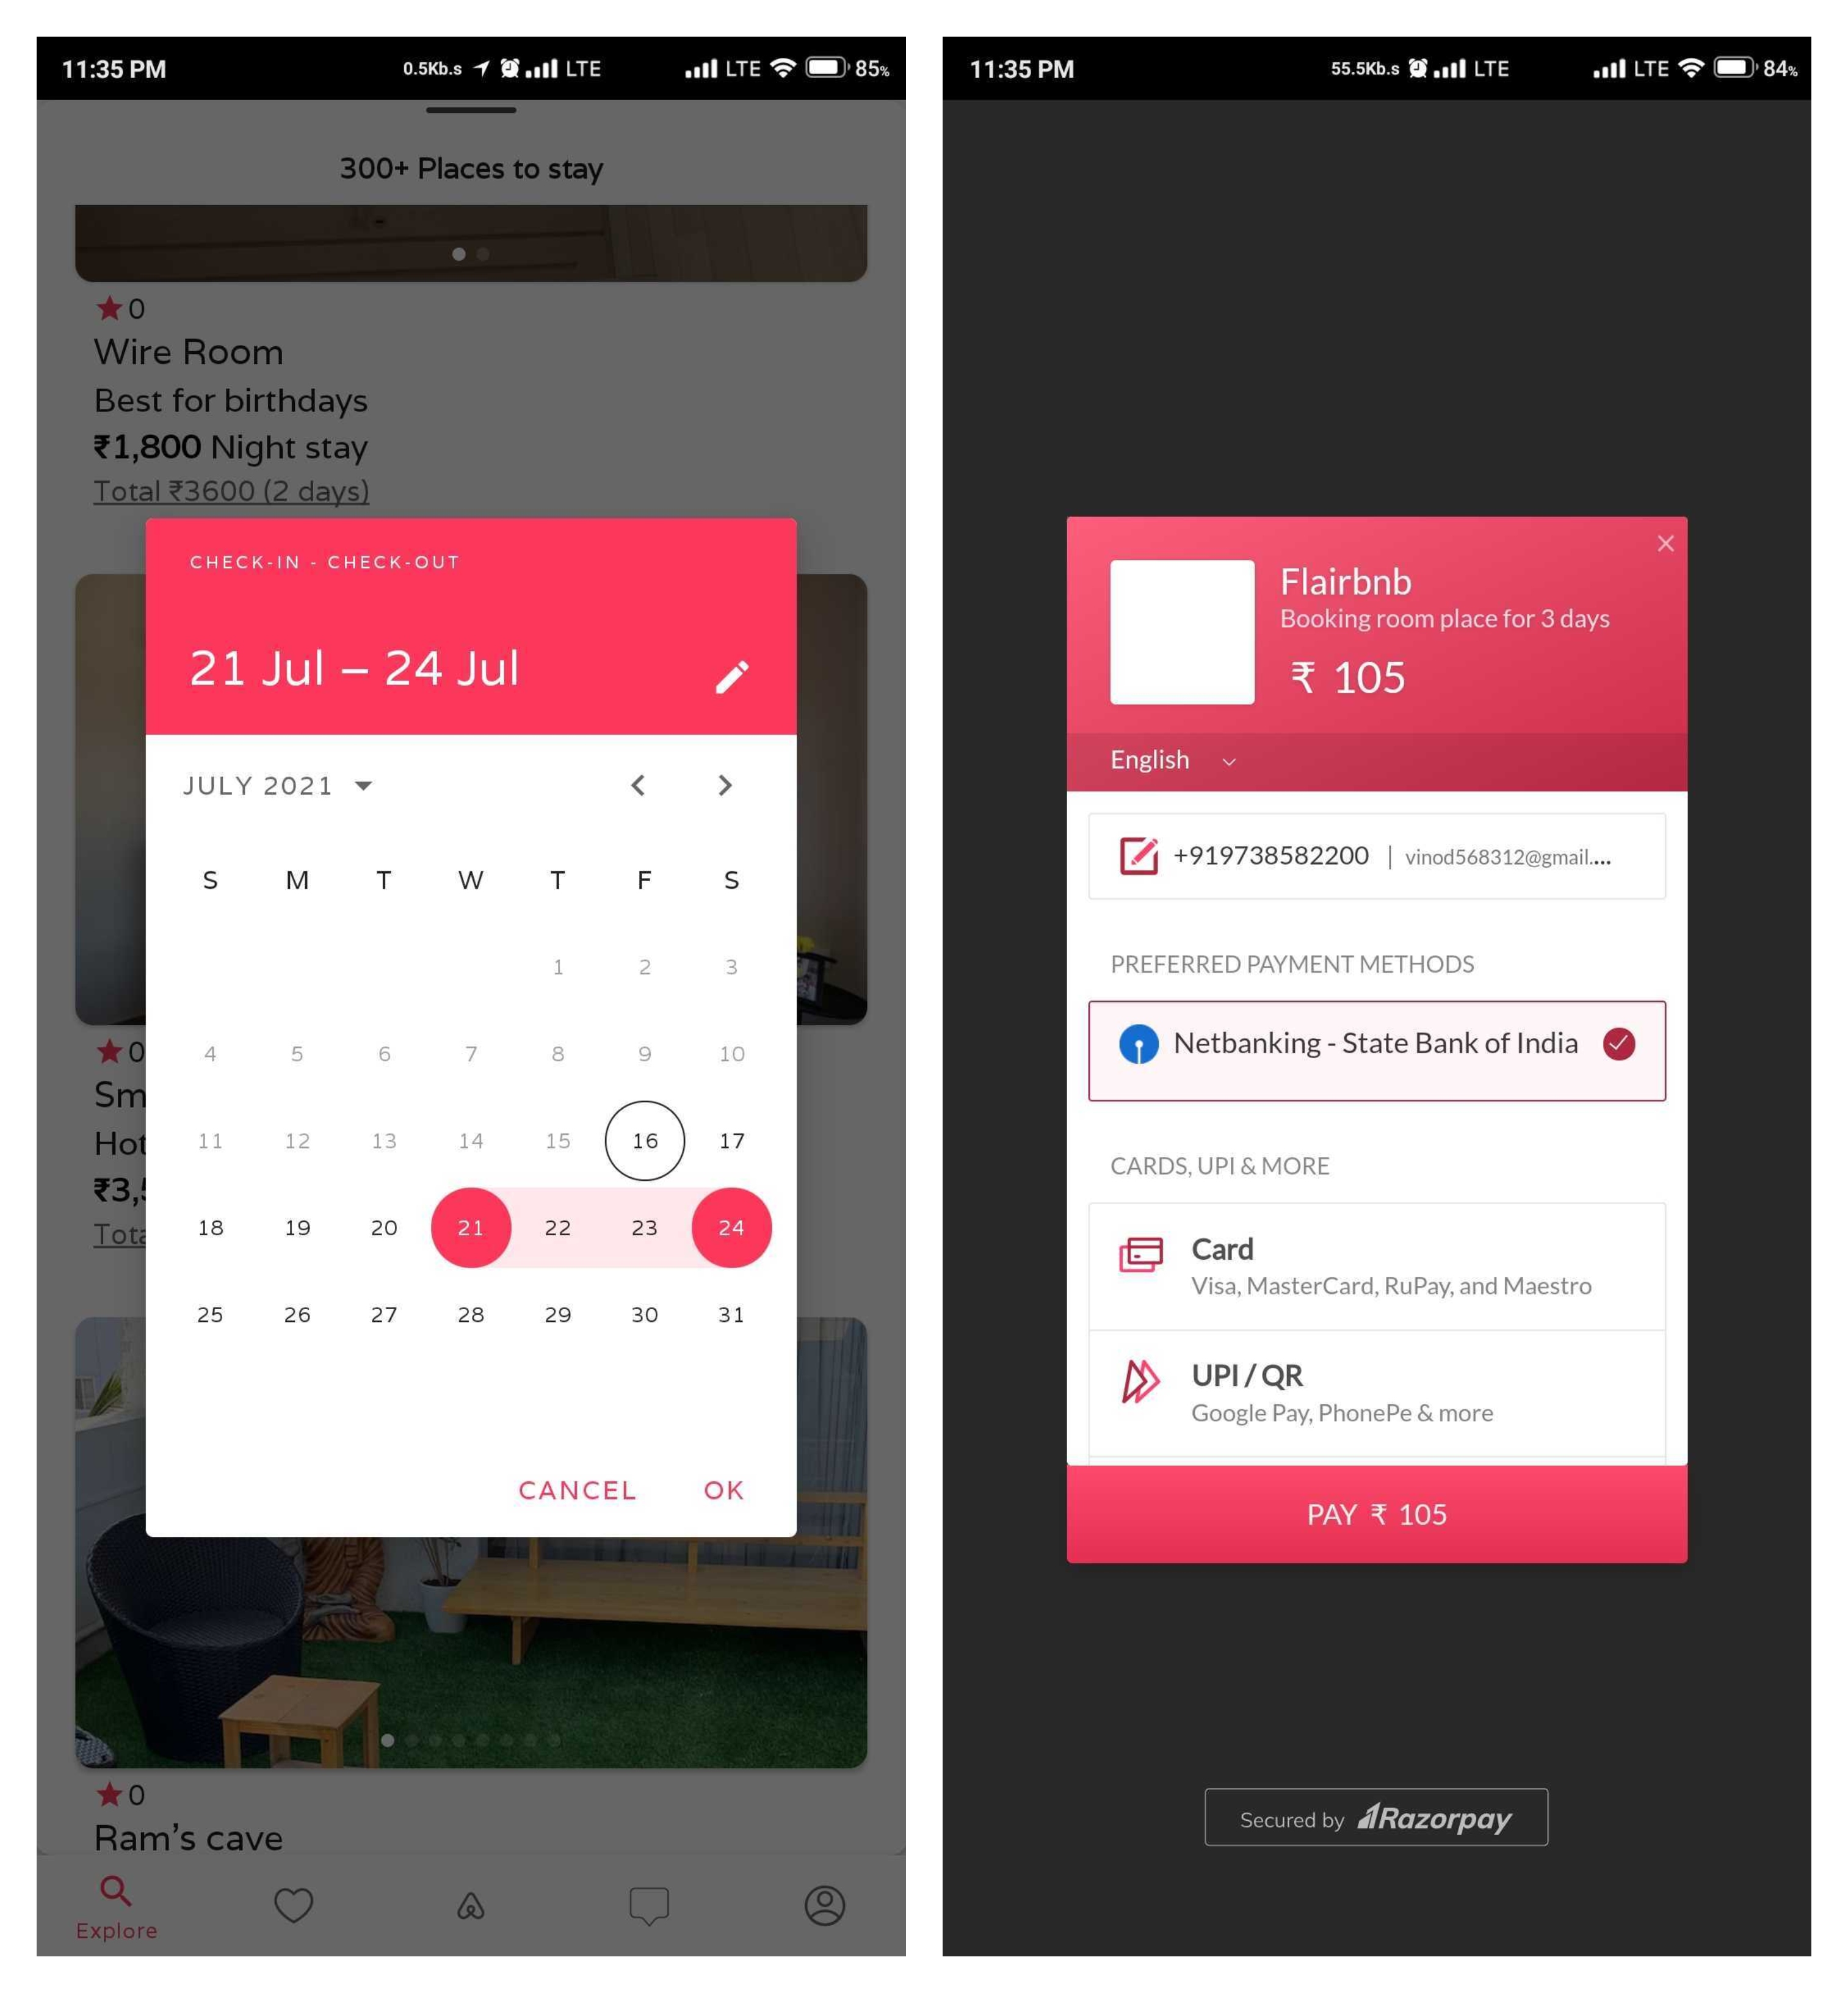 11:35 PM 0.5Kb.s LTE LTE 85%
300+ Places to stay
0
Wire Room
Best for birthdays
₹1,800 Night stay
Total ₹3600 (2 days)
CHECK-IN - CHECK-OUT
21 Jul – 24 Jul
JULY 2021
S M T W T F S
1 2 3
4 5 6 7 8 9 10
11 12 13 14 15 16 17
18 19 20 21 22 23 24
25 26 27 28 29 30 31
CANCEL OK
0
Sm
Hot
₹3,5
Tota
0
Ram's cave
Explore
11:35 PM 55.5Kb.s LTE LTE 84%
Flairbnb
Booking room place for 3 days
₹ 105
English
+919738582200 | vinod568312@gmail....
PREFERRED PAYMENT METHODS
Netbanking - State Bank of India
CARDS, UPI & MORE
Card
Visa, MasterCard, RuPay, and Maestro
UPI / QR
Google Pay, PhonePe & more
PAY ₹ 105
Secured by Razorpay